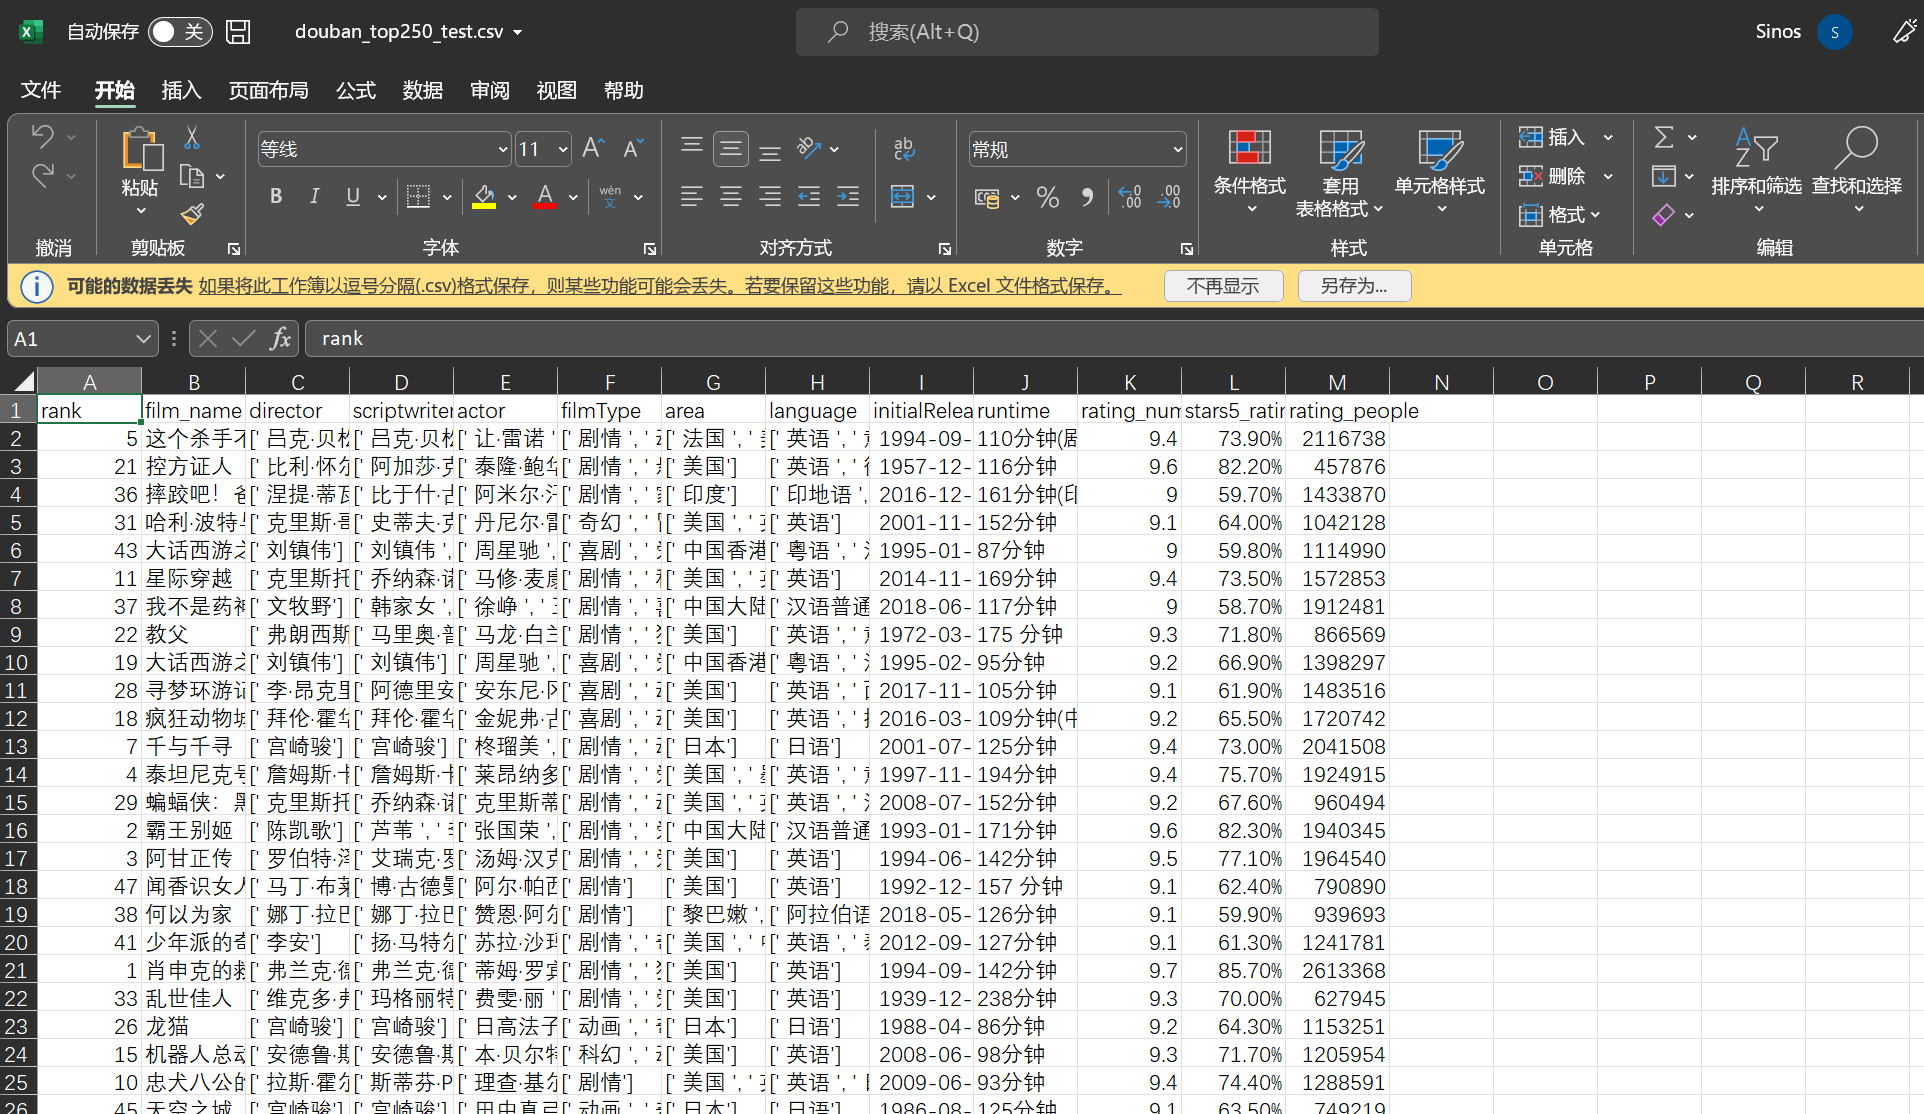 自动保存 关 douban_top250_test.csv 搜索(Alt+Q) Sinos S
文件 开始 插入 页面布局 公式 数据 审阅 视图 帮助
粘贴 等线 11 ab c 常规 条件格式 套用 表格格式 单元格样式 插入 删除 格式 排序和筛选 查找和选择
B I U A wén 文 % .00
撤消 剪贴板 字体 对齐方式 数字 样式 单元格 编辑
可能的数据丢失 如果将此工作簿以逗号分隔(.csv)格式保存，则某些功能可能会丢失。若要保留这些功能，请以 Excel 文件格式保存。 不再显示 另存为...
A1 fx rank
A B C D E F G H I J K L M N O P Q R
1 rank film_name director scriptwriter actor filmType area language initialRelea runtime rating_num stars5_ratin rating_people
2 5 这个杀手不 [' 吕克·贝松 [' 吕克·贝松 [' 让·雷诺 ' [' 剧情 ', ' [' 法国 ', ' [' 英语 ', ' 1994-09- 110分钟(剧 9.4 73.90% 2116738
3 21 控方证人 [' 比利·怀尔 [' 阿加莎·克 [' 泰隆·鲍华 [' 剧情 ', ' [' 美国'] [' 英语 ', ' 1957-12- 116分钟 9.6 82.20% 457876
4 36 摔跤吧！爸 [' 涅提·蒂瓦 [' 比于什·古 [' 阿米尔·汗 [' 剧情 ', ' [' 印度'] [' 印地语 ', 2016-12- 161分钟(印 9 59.70% 1433870
5 31 哈利·波特与 [' 克里斯·哥 [' 史蒂夫·克 [' 丹尼尔·雷 [' 奇幻 ', ' [' 美国 ', ' [' 英语'] 2001-11- 152分钟 9.1 64.00% 1042128
6 43 大话西游之 [' 刘镇伟'] [' 刘镇伟 ', [' 周星驰 ', [' 喜剧 ', ' [' 中国香港 [' 粤语 ', ' 1995-01- 87分钟 9 59.80% 1114990
7 11 星际穿越 [' 克里斯托 [' 乔纳森·诺 [' 马修·麦康 [' 剧情 ', ' [' 美国 ', ' [' 英语'] 2014-11- 169分钟 9.4 73.50% 1572853
8 37 我不是药神 [' 文牧野'] [' 韩家女 ', [' 徐峥 ', ' [' 剧情 ', ' [' 中国大陆 [' 汉语普通 2018-06- 117分钟 9 58.70% 1912481
9 22 教父 [' 弗朗西斯 [' 马里奥·普 [' 马龙·白兰 [' 剧情 ', ' [' 美国'] [' 英语 ', ' 1972-03- 175 分钟 9.3 71.80% 866569
10 19 大话西游之 [' 刘镇伟'] [' 刘镇伟'] [' 周星驰 ', [' 喜剧 ', ' [' 中国香港 [' 粤语 ', ' 1995-02- 95分钟 9.2 66.90% 1398297
11 28 寻梦环游记 [' 李·昂克里 [' 阿德里安 [' 安东尼·冈 [' 喜剧 ', ' [' 美国'] [' 英语 ', ' 2017-11- 105分钟 9.1 61.90% 1483516
12 18 疯狂动物城 [' 拜伦·霍华 [' 拜伦·霍华 [' 金妮弗·古 [' 喜剧 ', ' [' 美国'] [' 英语 ', ' 2016-03- 109分钟(中 9.2 65.50% 1720742
13 7 千与千寻 [' 宫崎骏'] [' 宫崎骏'] [' 柊瑠美 ', [' 剧情 ', ' [' 日本'] [' 日语'] 2001-07- 125分钟 9.4 73.00% 2041508
14 4 泰坦尼克号 [' 詹姆斯·卡 [' 詹姆斯·卡 [' 莱昂纳多 [' 剧情 ', ' [' 美国 ', ' [' 英语 ', ' 1997-11- 194分钟 9.4 75.70% 1924915
15 29 蝙蝠侠：黑 [' 克里斯托 [' 乔纳森·诺 [' 克里斯蒂 [' 剧情 ', ' [' 美国 ', ' [' 英语 ', ' 2008-07- 152分钟 9.2 67.60% 960494
16 2 霸王别姬 [' 陈凯歌'] [' 芦苇 ', ' [' 张国荣 ', [' 剧情 ', ' [' 中国大陆 [' 汉语普通 1993-01- 171分钟 9.6 82.30% 1940345
17 3 阿甘正传 [' 罗伯特·泽 [' 艾瑞克·罗 [' 汤姆·汉克 [' 剧情 ', ' [' 美国'] [' 英语'] 1994-06- 142分钟 9.5 77.10% 1964540
18 47 闻香识女人 [' 马丁·布莱 [' 博·古德曼 [' 阿尔·帕西 [' 剧情'] [' 美国'] [' 英语'] 1992-12- 157 分钟 9.1 62.40% 790890
19 38 何以为家 [' 娜丁·拉巴 [' 娜丁·拉巴 [' 赞恩·阿尔 [' 剧情'] [' 黎巴嫩 ', [' 阿拉伯语 2018-05- 126分钟 9.1 59.90% 939693
20 41 少年派的奇 [' 李安'] [' 扬·马特尔 [' 苏拉·沙玛 [' 剧情 ', ' [' 美国 ', ' [' 英语 ', ' 2012-09- 127分钟 9.1 61.30% 1241781
21 1 肖申克的救 [' 弗兰克·德 [' 弗兰克·德 [' 蒂姆·罗宾 [' 剧情 ', ' [' 美国'] [' 英语'] 1994-09- 142分钟 9.7 85.70% 2613368
22 33 乱世佳人 [' 维克多·弗 [' 玛格丽特 [' 费雯·丽 ' [' 剧情 ', ' [' 美国'] [' 英语'] 1939-12- 238分钟 9.3 70.00% 627945
23 26 龙猫 [' 宫崎骏'] [' 宫崎骏'] [' 日高法子 [' 动画 ', ' [' 日本'] [' 日语'] 1988-04- 86分钟 9.2 64.30% 1153251
24 15 机器人总动 [' 安德鲁·斯 [' 安德鲁·斯 [' 本·贝尔特 [' 科幻 ', ' [' 美国'] [' 英语'] 2008-06- 98分钟 9.3 71.70% 1205954
25 10 忠犬八公的 [' 拉斯·霍尔 [' 斯蒂芬·P [' 理查·基尔 [' 剧情'] [' 美国 ', ' [' 英语 ', ' 2009-06- 93分钟 9.4 74.40% 1288591
26 45 天空之城 [' 宫崎骏'] [' 宫崎骏'] [' 田中真弓 [' 动画 ', ' [' 日本'] [' 日语'] 1986-08- 125分钟 9.1 63.50% 749219